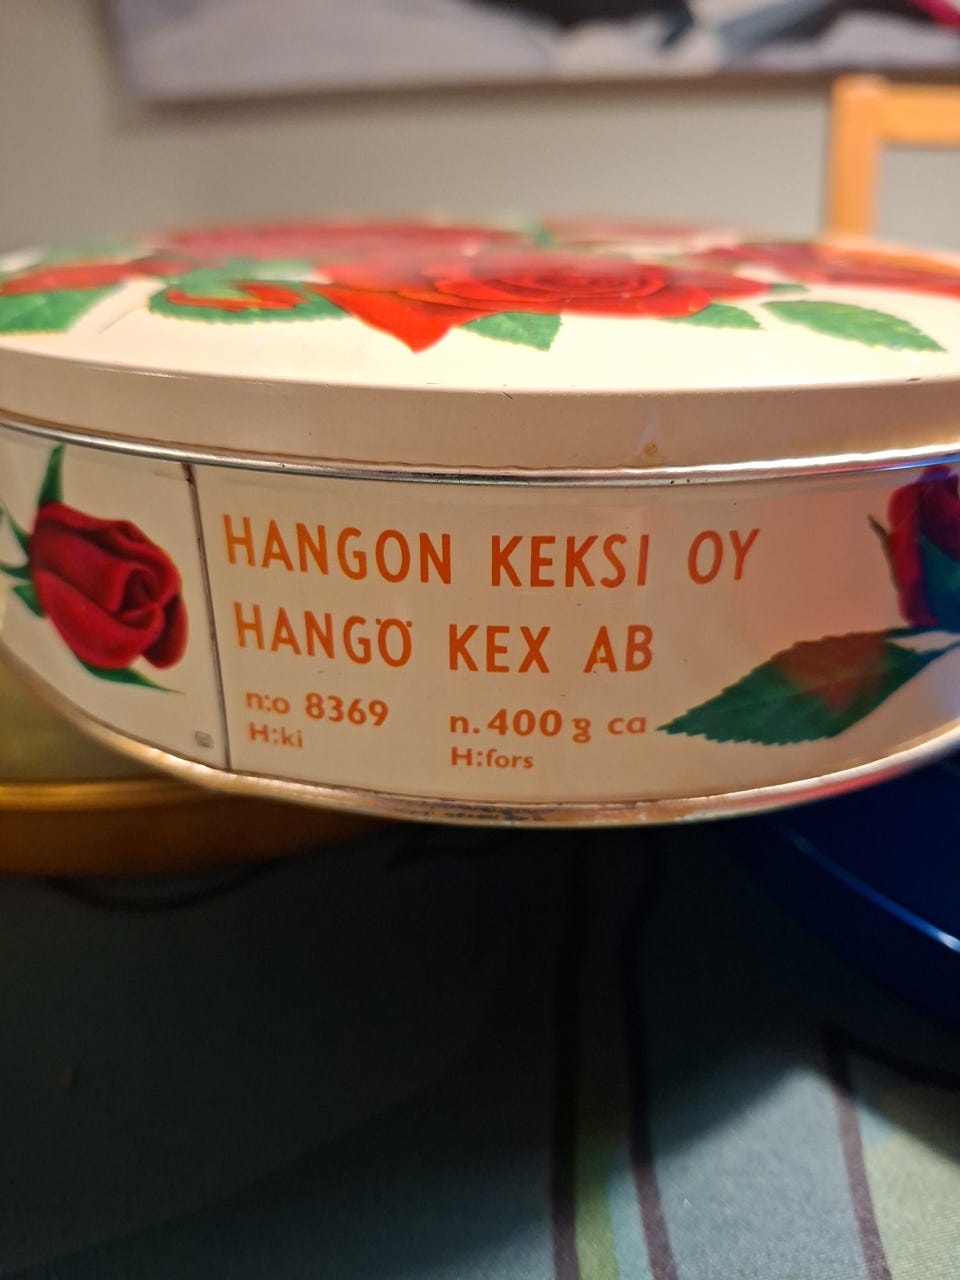 HANGON KEKSI OY
HANGÖ KEX AB
n:o 8369 n. 400 g ca
H:ki H:fors